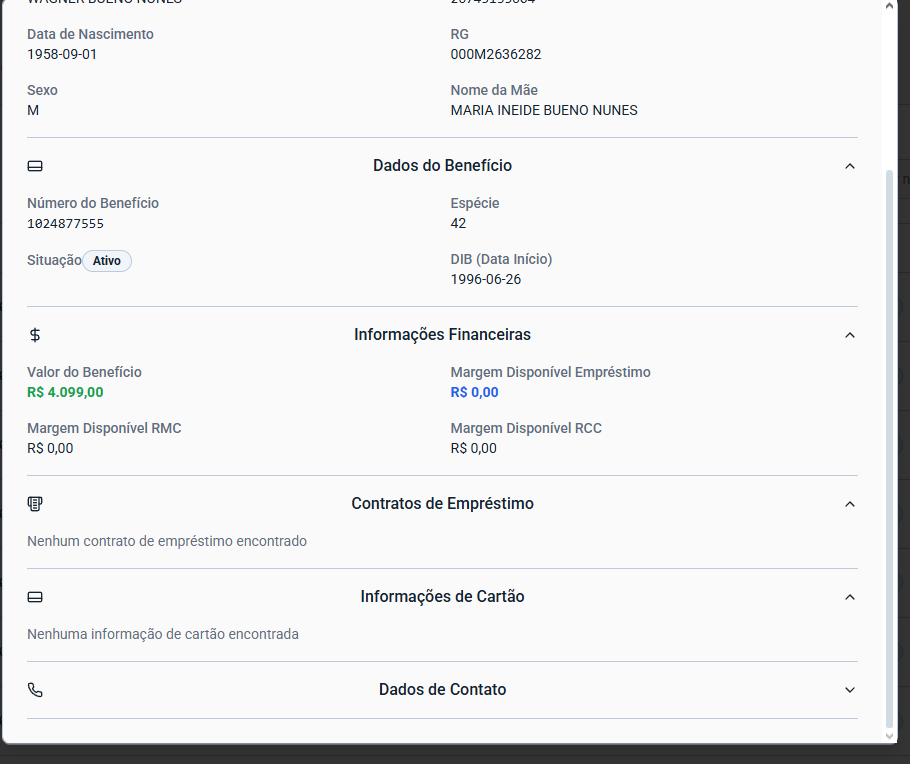 Data de Nascimento
1958-09-01
RG
000M2636282
Sexo
M
Nome da Mãe
MARIA INEIDE BUENO NUNES
Dados do Benefício
Número do Benefício
1024877555
Espécie
42
Situação Ativo
DIB (Data Início)
1996-06-26
Informações Financeiras
Valor do Benefício
R$ 4.099,00
Margem Disponível Empréstimo
R$ 0,00
Margem Disponível RMC
R$ 0,00
Margem Disponível RCC
R$ 0,00
Contratos de Empréstimo
Nenhum contrato de empréstimo encontrado
Informações de Cartão
Nenhuma informação de cartão encontrada
Dados de Contato